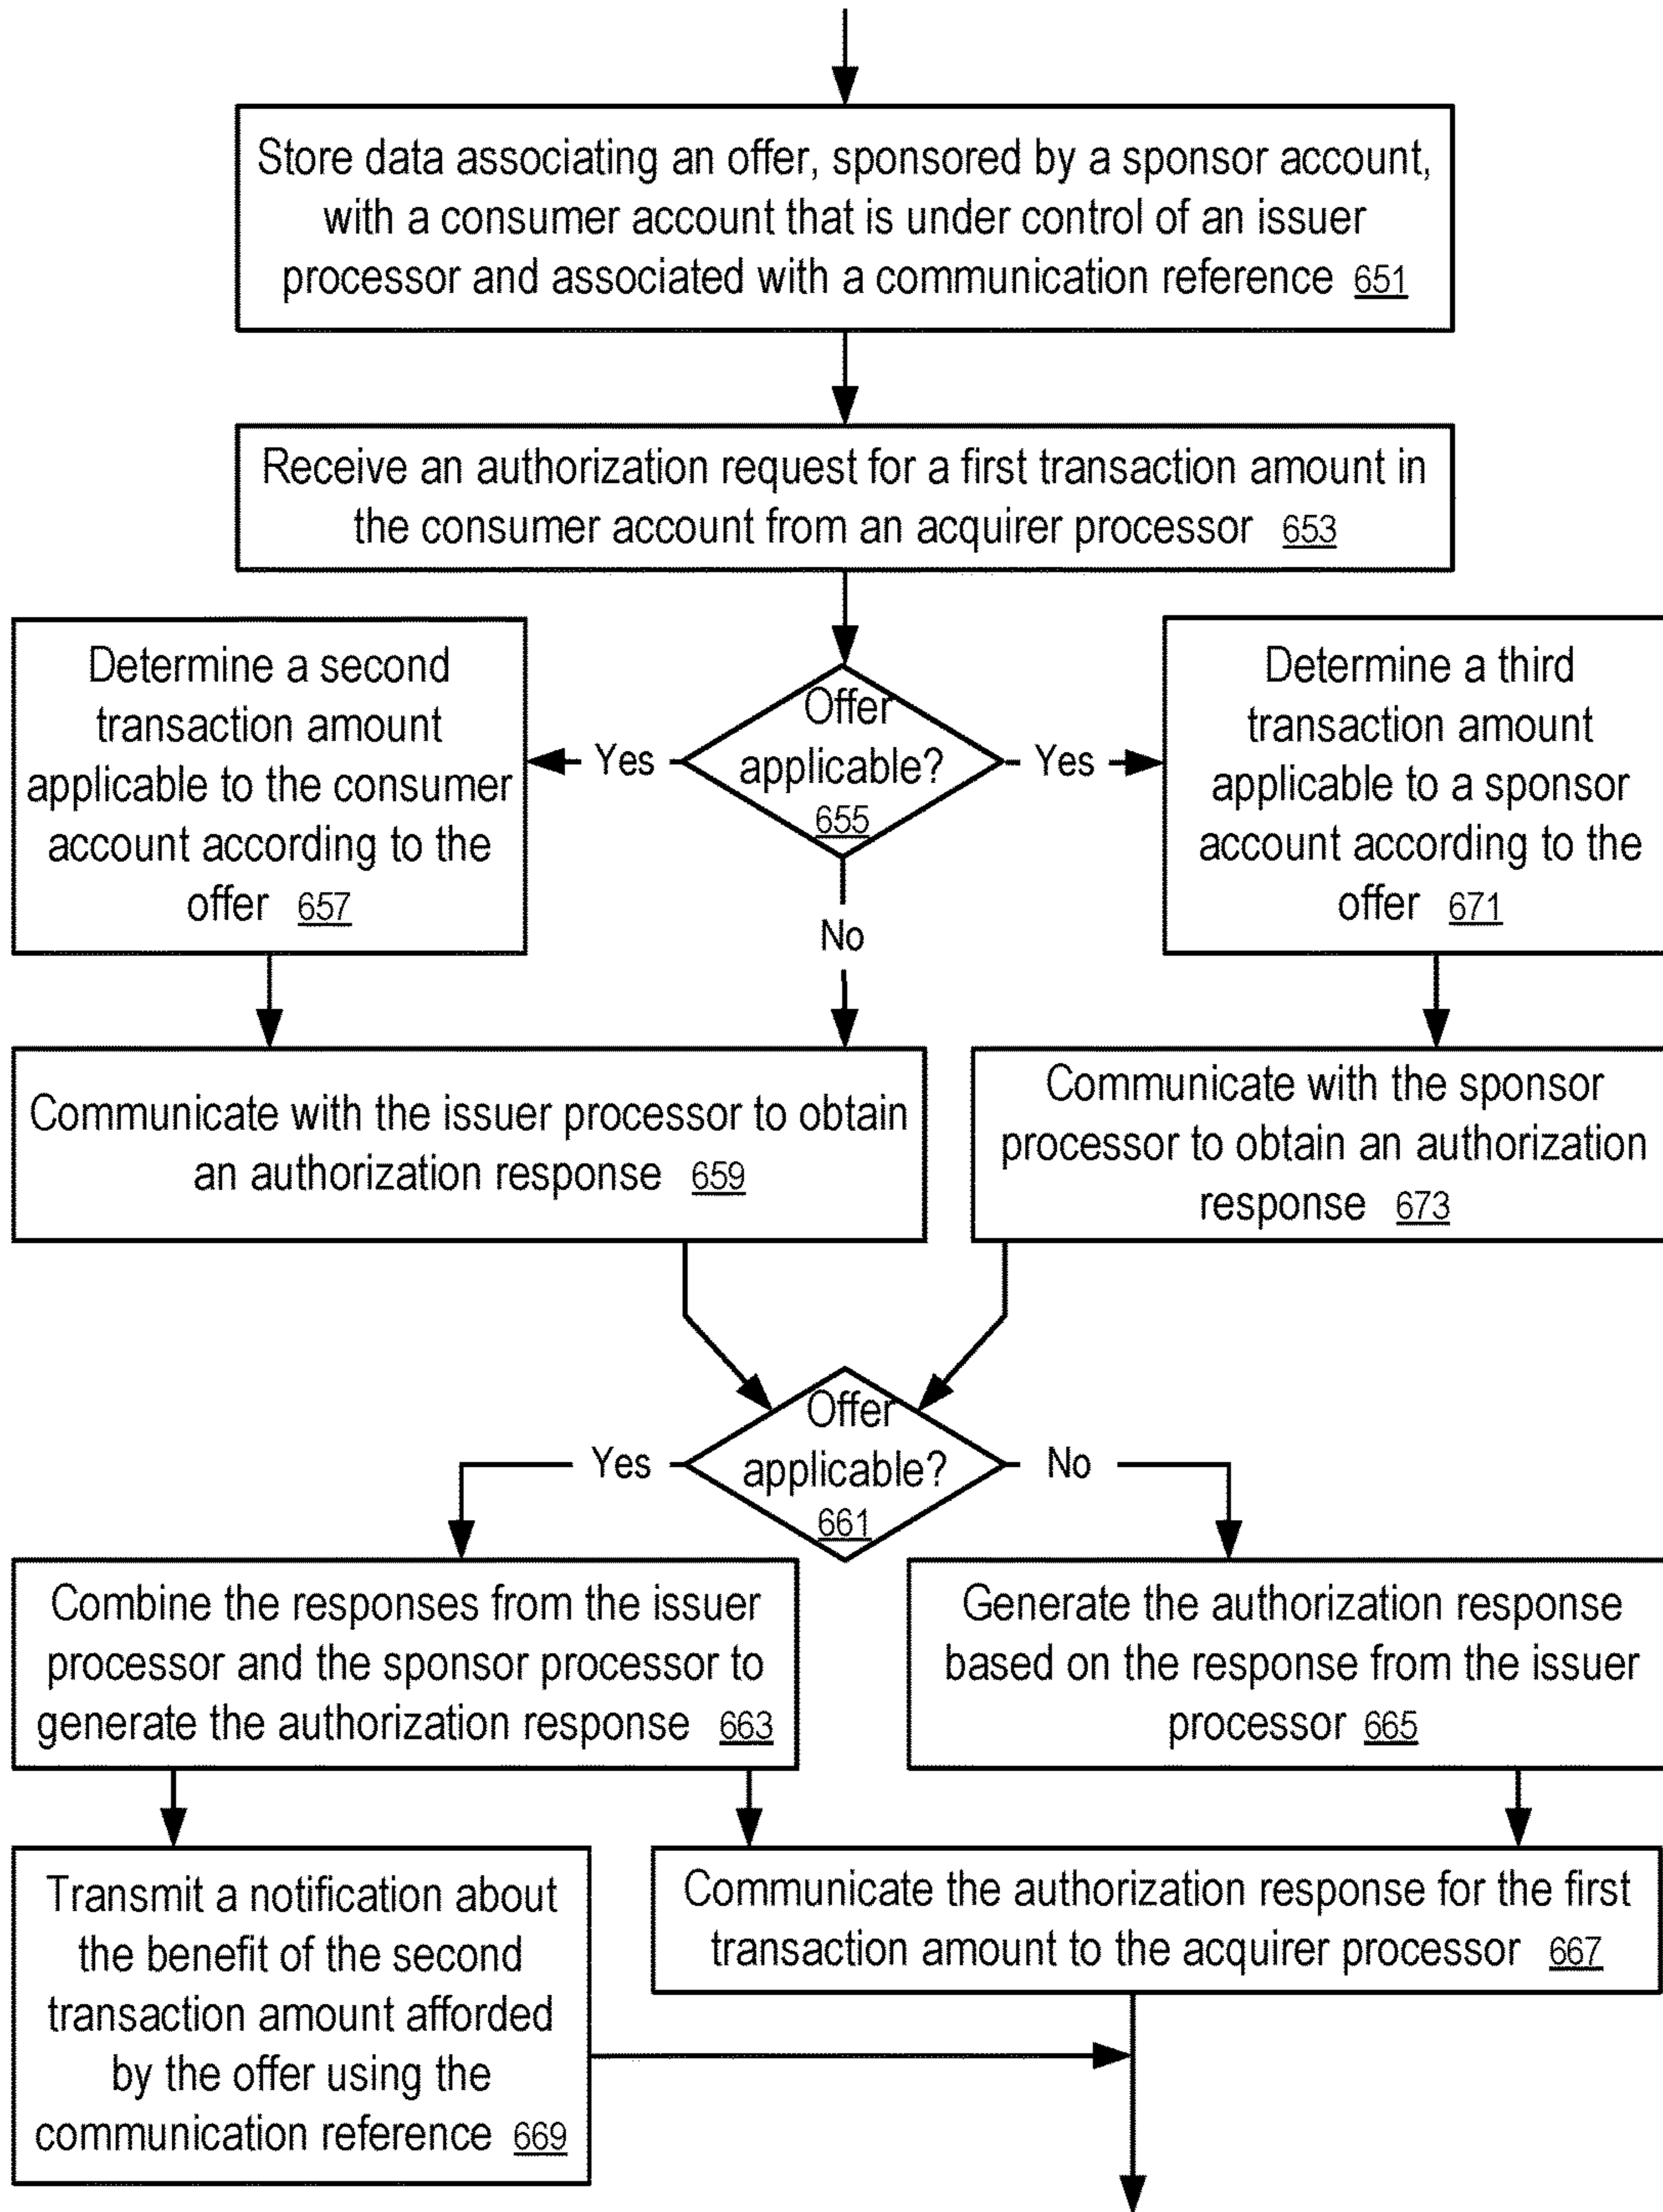 Store data associating an offer, sponsored by a sponsor account,
with a consumer account that is under control of an issuer
processor and associated with a communication reference 651
Receive an authorization request for a first transaction amount in
the consumer account from an acquirer processor 653
Determine a second
transaction amount
applicable to the consumer
account according to the
offer 657
Yes
Offer
applicable?
655
Yes
No
Determine a third
transaction amount
applicable to a sponsor
account according to the
offer 671
Communicate with the issuer processor to obtain
an authorization response 659
Communicate with the sponsor
processor to obtain an authorization
response 673
Yes
Offer
applicable?
661
No
Combine the responses from the issuer
processor and the sponsor processor to
generate the authorization response 663
Generate the authorization response
based on the response from the issuer
processor 665
Transmit a notification about
the benefit of the second
transaction amount afforded
by the offer using the
communication reference 669
Communicate the authorization response for the first
transaction amount to the acquirer processor 667